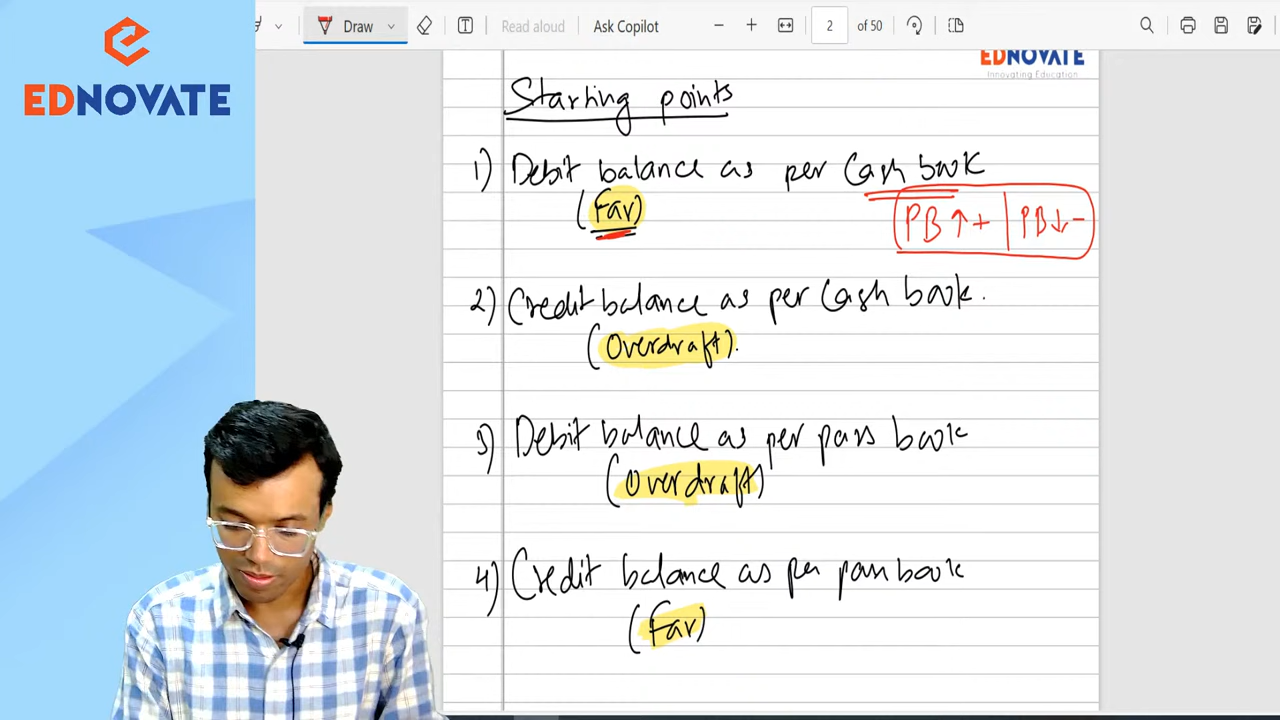 Draw
Read aloud
Ask Copilot
2
of 50
EDNOVATE
EDNOVATE
Innovating Education
Starting points
1) Debit balance as per Cash book
(Fav)
PB ↑ + | PB ↓ -
2) Credit balance as per Cash book.
(Overdraft).
3) Debit balance as per pass book
(Overdraft)
4) Credit balance as per pass book
(Fav)